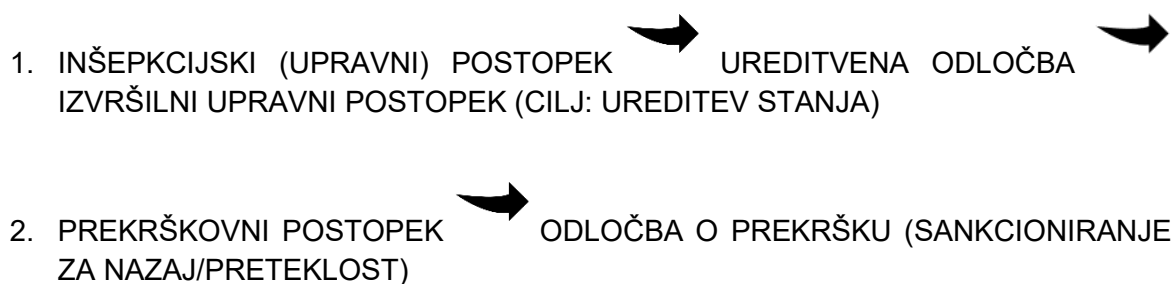 1. INŠEPKCIJSKI (UPRAVNI) POSTOPEK UREDITVENA ODLOČBA
IZVRŠILNI UPRAVNI POSTOPEK (CILJ: UREDITEV STANJA)
2. PREKRŠKOVNI POSTOPEK ODLOČBA O PREKRŠKU (SANKCIONIRANJE
ZA NAZAJ/PRETEKLOST)